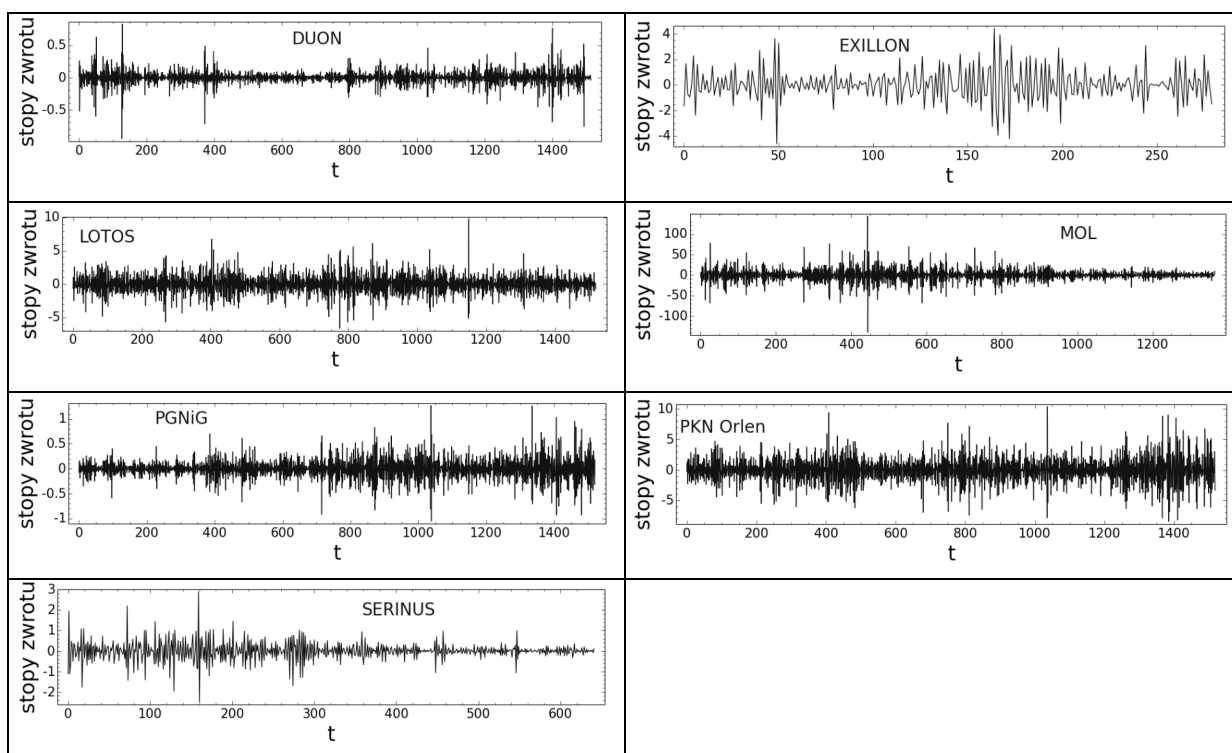 DUON
stopy zwrotu
0.5
0
-0.5
0 200 400 600 800 1000 1200 1400
t
EXILLON
stopy zwrotu
4
2
0
-2
-4
0 50 100 150 200 250
t
LOTOS
stopy zwrotu
10
5
0
-5
0 200 400 600 800 1000 1200 1400
t
MOL
stopy zwrotu
100
50
0
-50
-100
0 200 400 600 800 1000 1200
t
PGNiG
stopy zwrotu
1
0.5
0
-0.5
-1
0 200 400 600 800 1000 1200 1400
t
PKN Orlen
stopy zwrotu
10
5
0
-5
0 200 400 600 800 1000 1200 1400
t
SERINUS
stopy zwrotu
3
2
1
0
-1
-2
0 100 200 300 400 500 600
t